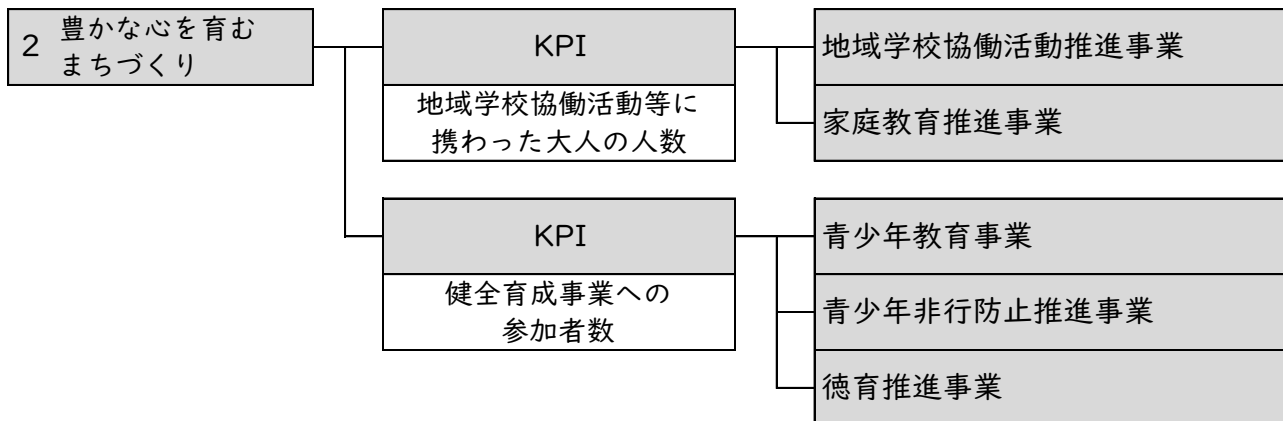 2 豊かな心を育む
まちづくり
KPI
地域学校協働活動等に
携わった大人の人数
地域学校協働活動推進事業
家庭教育推進事業
KPI
健全育成事業への
参加者数
青少年教育事業
青少年非行防止推進事業
徳育推進事業